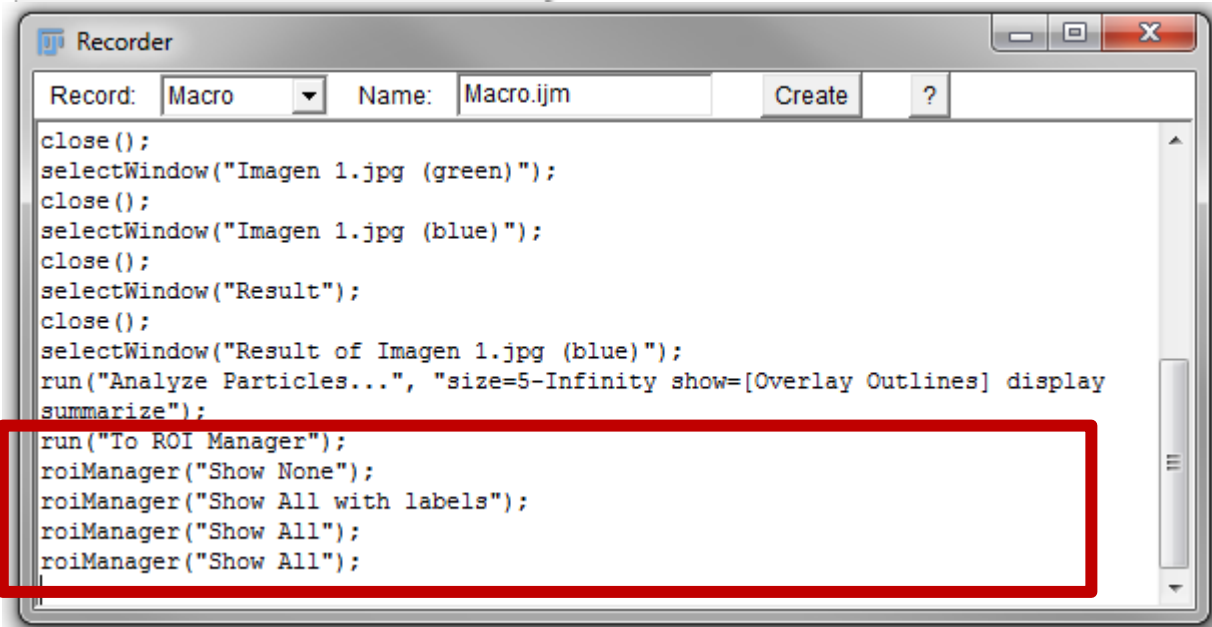 Recorder
Record: Macro Name: Macro.ijm Create ?
close();
selectWindow("Imagen 1.jpg (green)");
close();
selectWindow("Imagen 1.jpg (blue)");
close();
selectWindow("Result");
close();
selectWindow("Result of Imagen 1.jpg (blue)");
run("Analyze Particles...", "size=5-Infinity show=[Overlay Outlines] display
summarize");
run("To ROI Manager");
roiManager("Show None");
roiManager("Show All with labels");
roiManager("Show All");
roiManager("Show All");